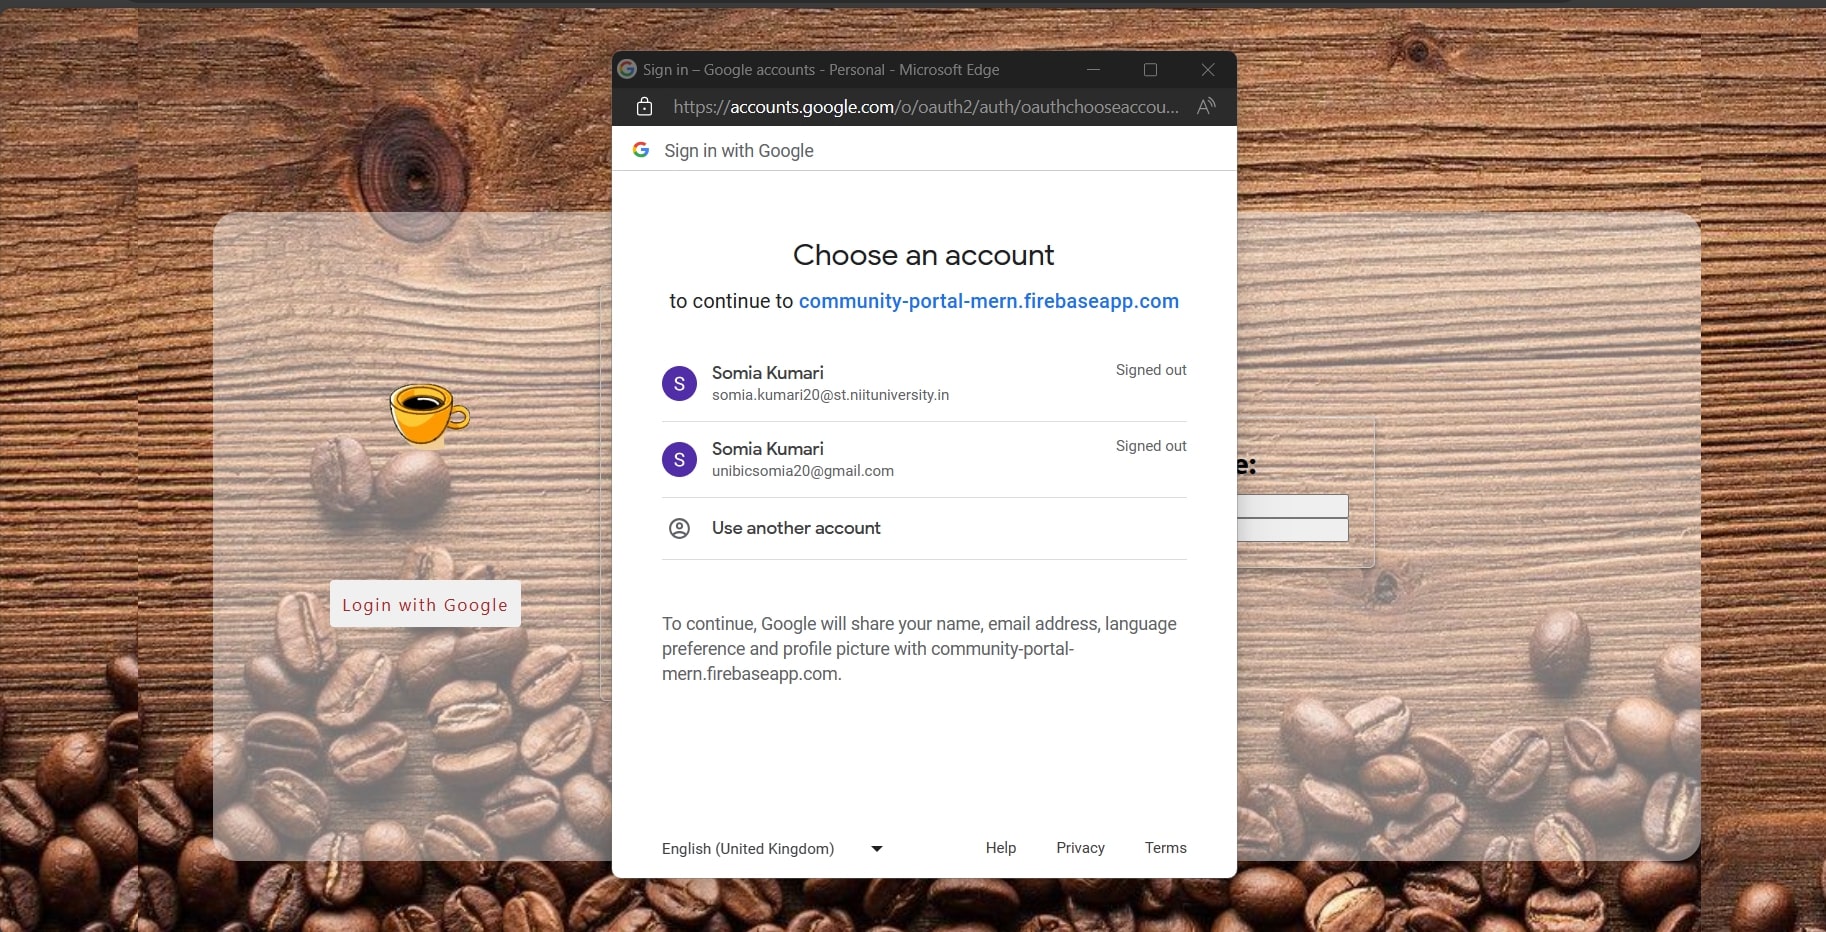 Sign in – Google accounts - Personal - Microsoft Edge
https://accounts.google.com/o/oauth2/auth/oauthchooseaccou...
Sign in with Google
Choose an account
to continue to community-portal-mern.firebaseapp.com
S
Somia Kumari
Signed out
somia.kumari20@st.niituniversity.in
S
Somia Kumari
Signed out
unibicsomia20@gmail.com
Use another account
To continue, Google will share your name, email address, language
preference and profile picture with community-portal-
mern.firebaseapp.com.
English (United Kingdom)
Help
Privacy
Terms
Login with Google
e: